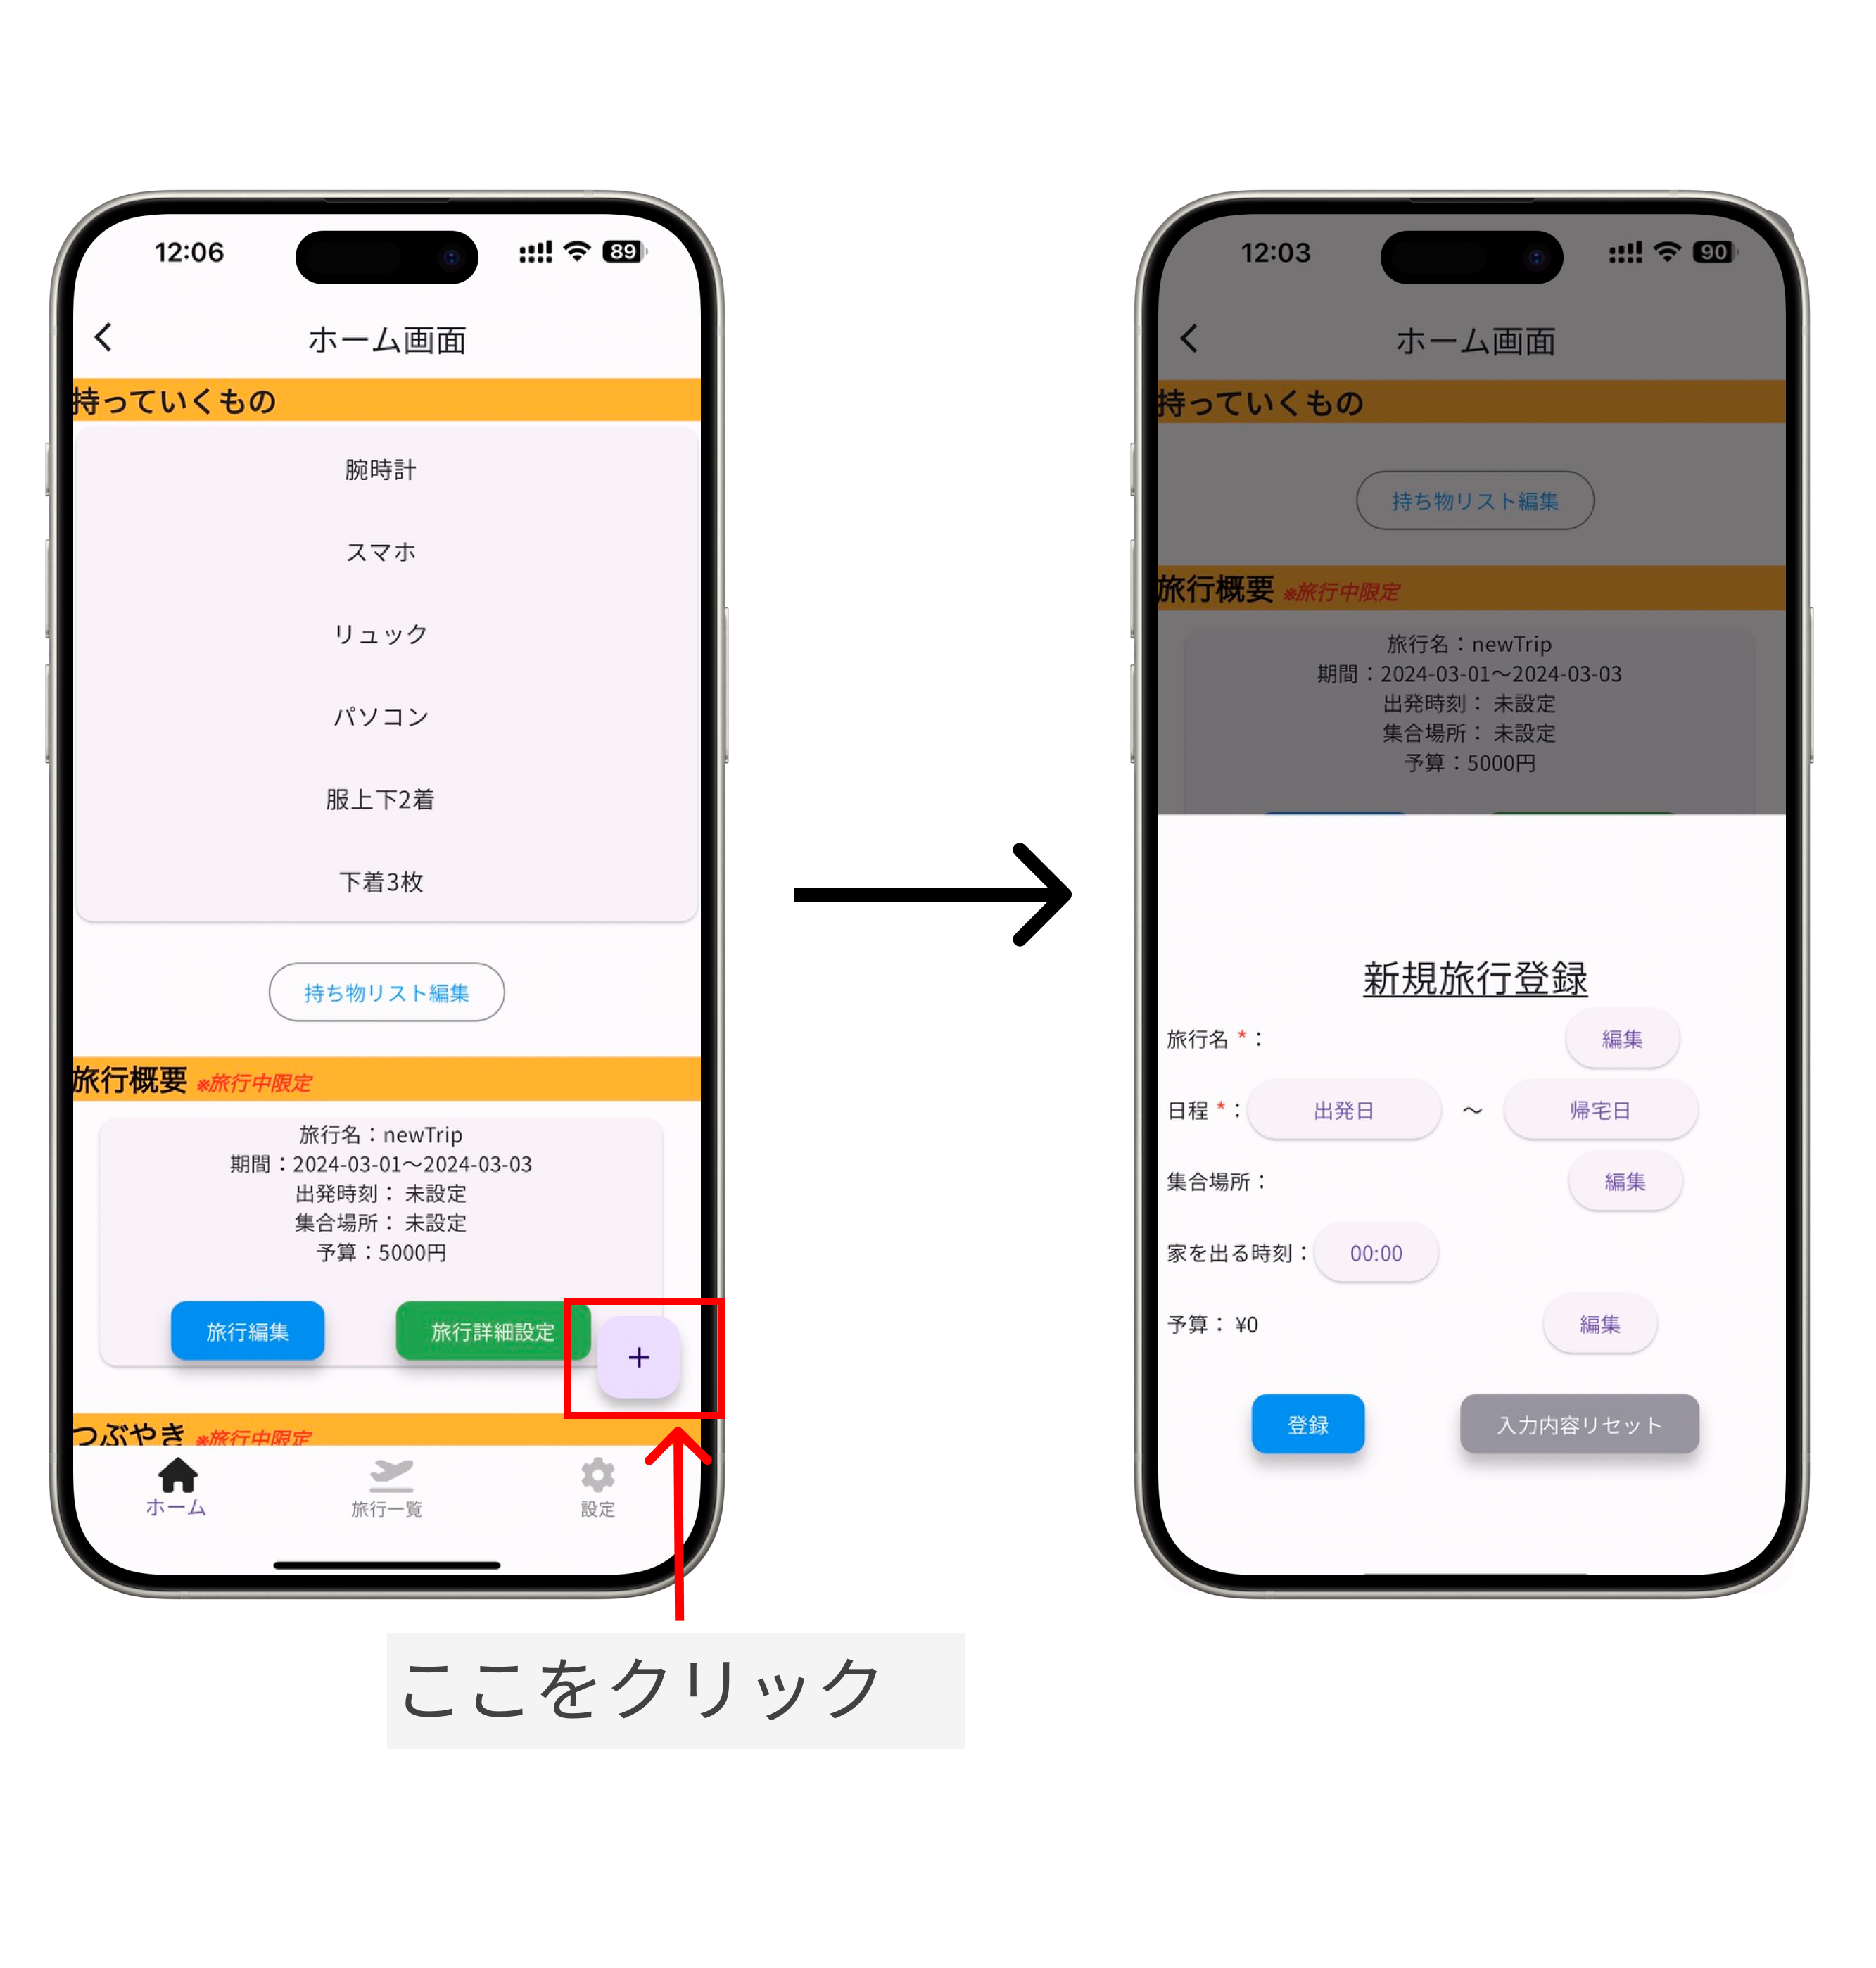 12:06
89
ホーム画面
持っていくもの
腕時計
スマホ
リュック
パソコン
服上下2着
下着3枚
持ち物リスト編集
旅行概要 ※旅行中限定
旅行名：newTrip
期間：2024-03-01～2024-03-03
出発時刻： 未設定
集合場所： 未設定
予算：5000円
旅行編集
旅行詳細設定
+
つぶやき ※旅行中限定
ホーム
旅行一覧
設定
ここをクリック
12:03
90
ホーム画面
持っていくもの
持ち物リスト編集
旅行概要 ※旅行中限定
旅行名：newTrip
期間：2024-03-01～2024-03-03
出発時刻： 未設定
集合場所： 未設定
予算：5000円
新規旅行登録
旅行名 *： 編集
日程 *： 出発日 ～ 帰宅日
集合場所： 編集
家を出る時刻： 00:00
予算： ¥0 編集
登録
入力内容リセット